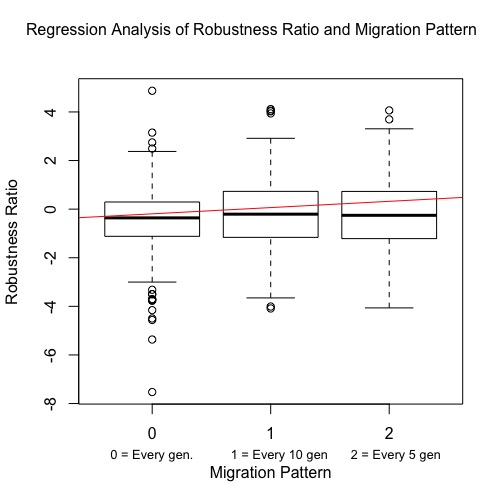 Regression Analysis of Robustness Ratio and Migration Pattern
Robustness Ratio
4
2
0
-2
-4
-6
-8
0 1 2
0 = Every gen. 1 = Every 10 gen 2 = Every 5 gen
Migration Pattern